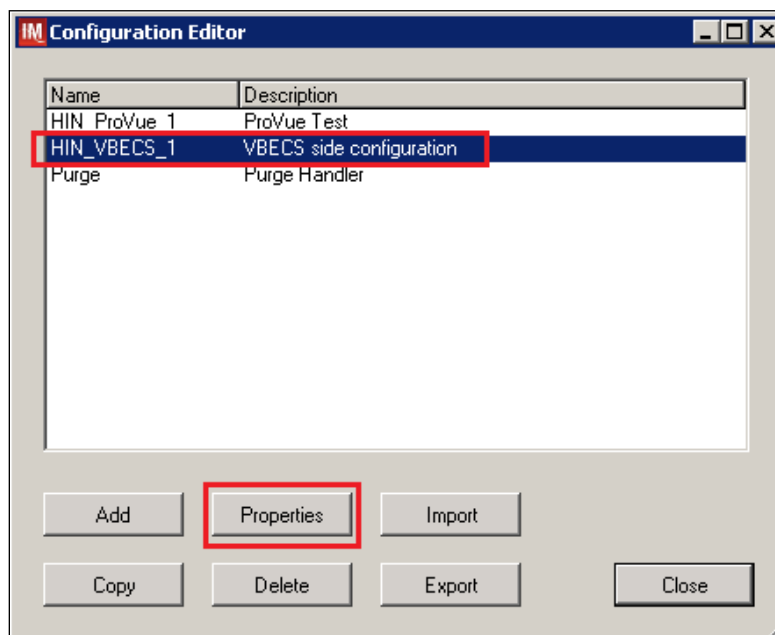 IM Configuration Editor
Name Description
HIN_ProVue_1 ProVue Test
HIN_VBECS_1 VBECS side configuration
Purge Purge Handler
Add Properties Import
Copy Delete Export Close